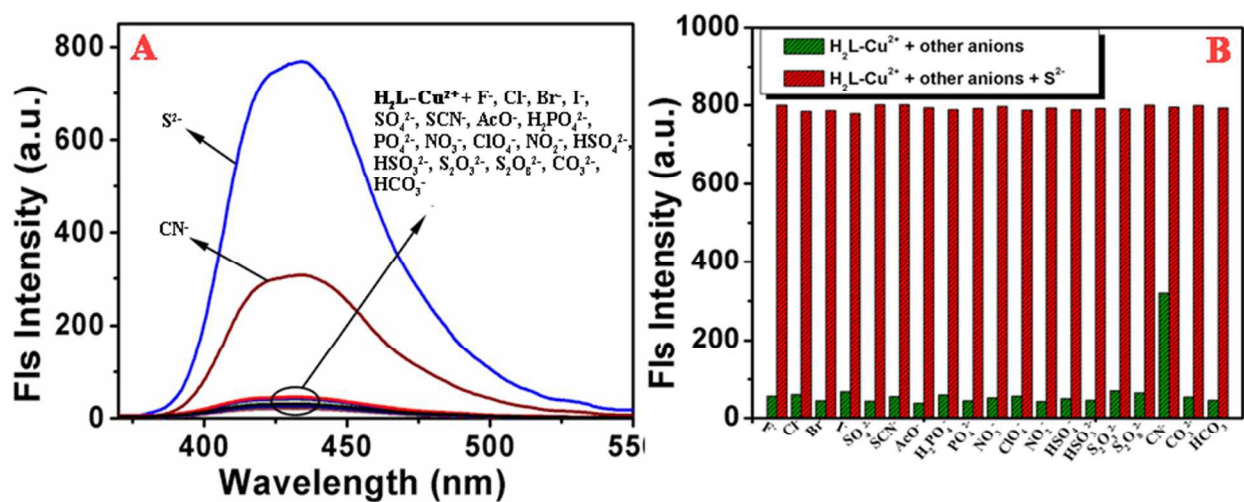 A
Fls Intensity (a.u.)
800
600
400
200
0
S²⁻
CN⁻
H₂L-Cu²⁺ + F⁻, Cl⁻, Br⁻, I⁻,
SO₄²⁻, SCN⁻, AcO⁻, H₂PO₄²⁻,
PO₄²⁻, NO₃⁻, ClO₄⁻, NO₂⁻, HSO₄²⁻,
HSO₃²⁻, S₂O₃²⁻, S₂O₈²⁻, CO₃²⁻,
HCO₃⁻
400 450 500 550
Wavelength (nm)
B
Fls Intensity (a.u.)
1000
800
600
400
200
0
H₂L-Cu²⁺ + other anions
H₂L-Cu²⁺ + other anions + S²⁻
F⁻ Cl⁻ Br⁻ I⁻ SO₄²⁻ SCN⁻ AcO⁻ H₂PO₄⁻ PO₄²⁻ NO₃⁻ ClO₄⁻ NO₂⁻ HSO₄⁻ HSO₃²⁻ S₂O₃²⁻ S₂O₈²⁻ CN⁻ CO₃²⁻ HCO₃⁻